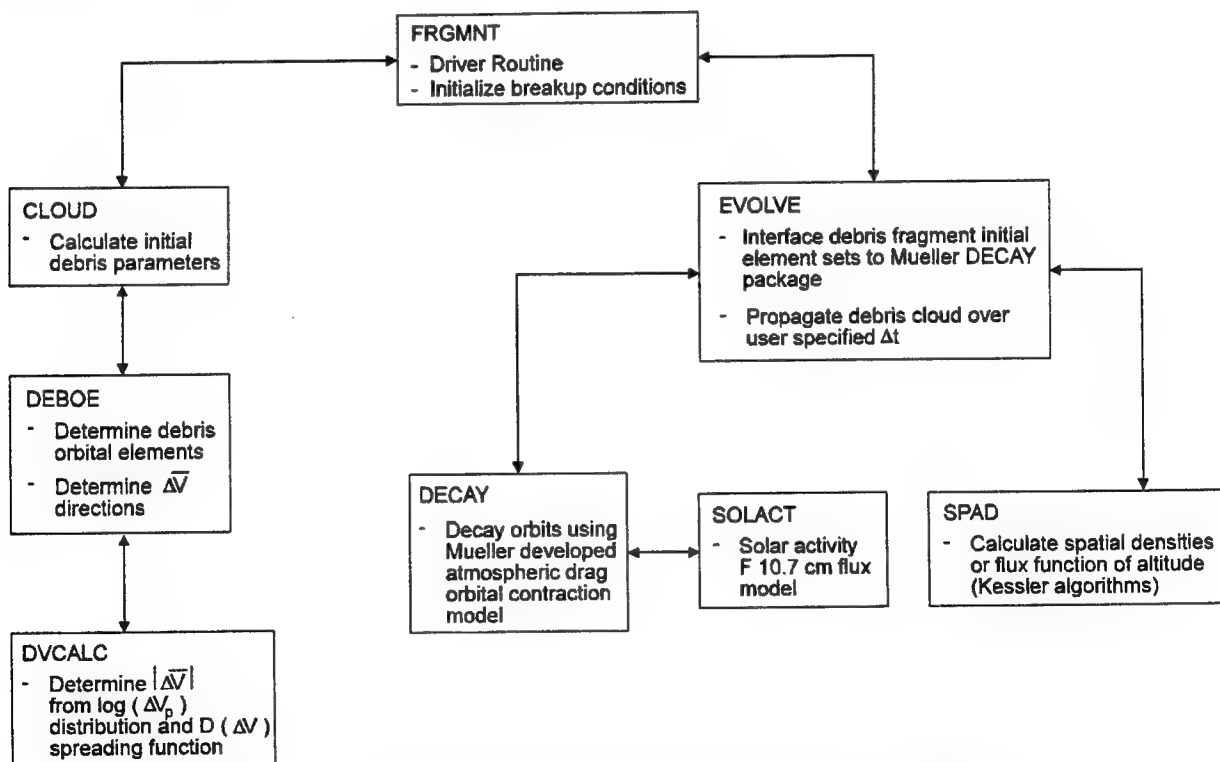 FRGMNT
- Driver Routine
- Initialize breakup conditions
CLOUD
- Calculate initial
debris parameters
EVOLVE
- Interface debris fragment initial
element sets to Mueller DECAY
package
- Propagate debris cloud over
user specified Δt
DEBOE
- Determine debris
orbital elements
- Determine ΔV̅
directions
DECAY
- Decay orbits using
Mueller developed
atmospheric drag
orbital contraction
model
SOLACT
- Solar activity
F 10.7 cm flux
model
SPAD
- Calculate spatial densities
or flux function of altitude
(Kessler algorithms)
DVCALC
- Determine |ΔV̅|
from log (ΔVₚ)
distribution and D (ΔV)
spreading function